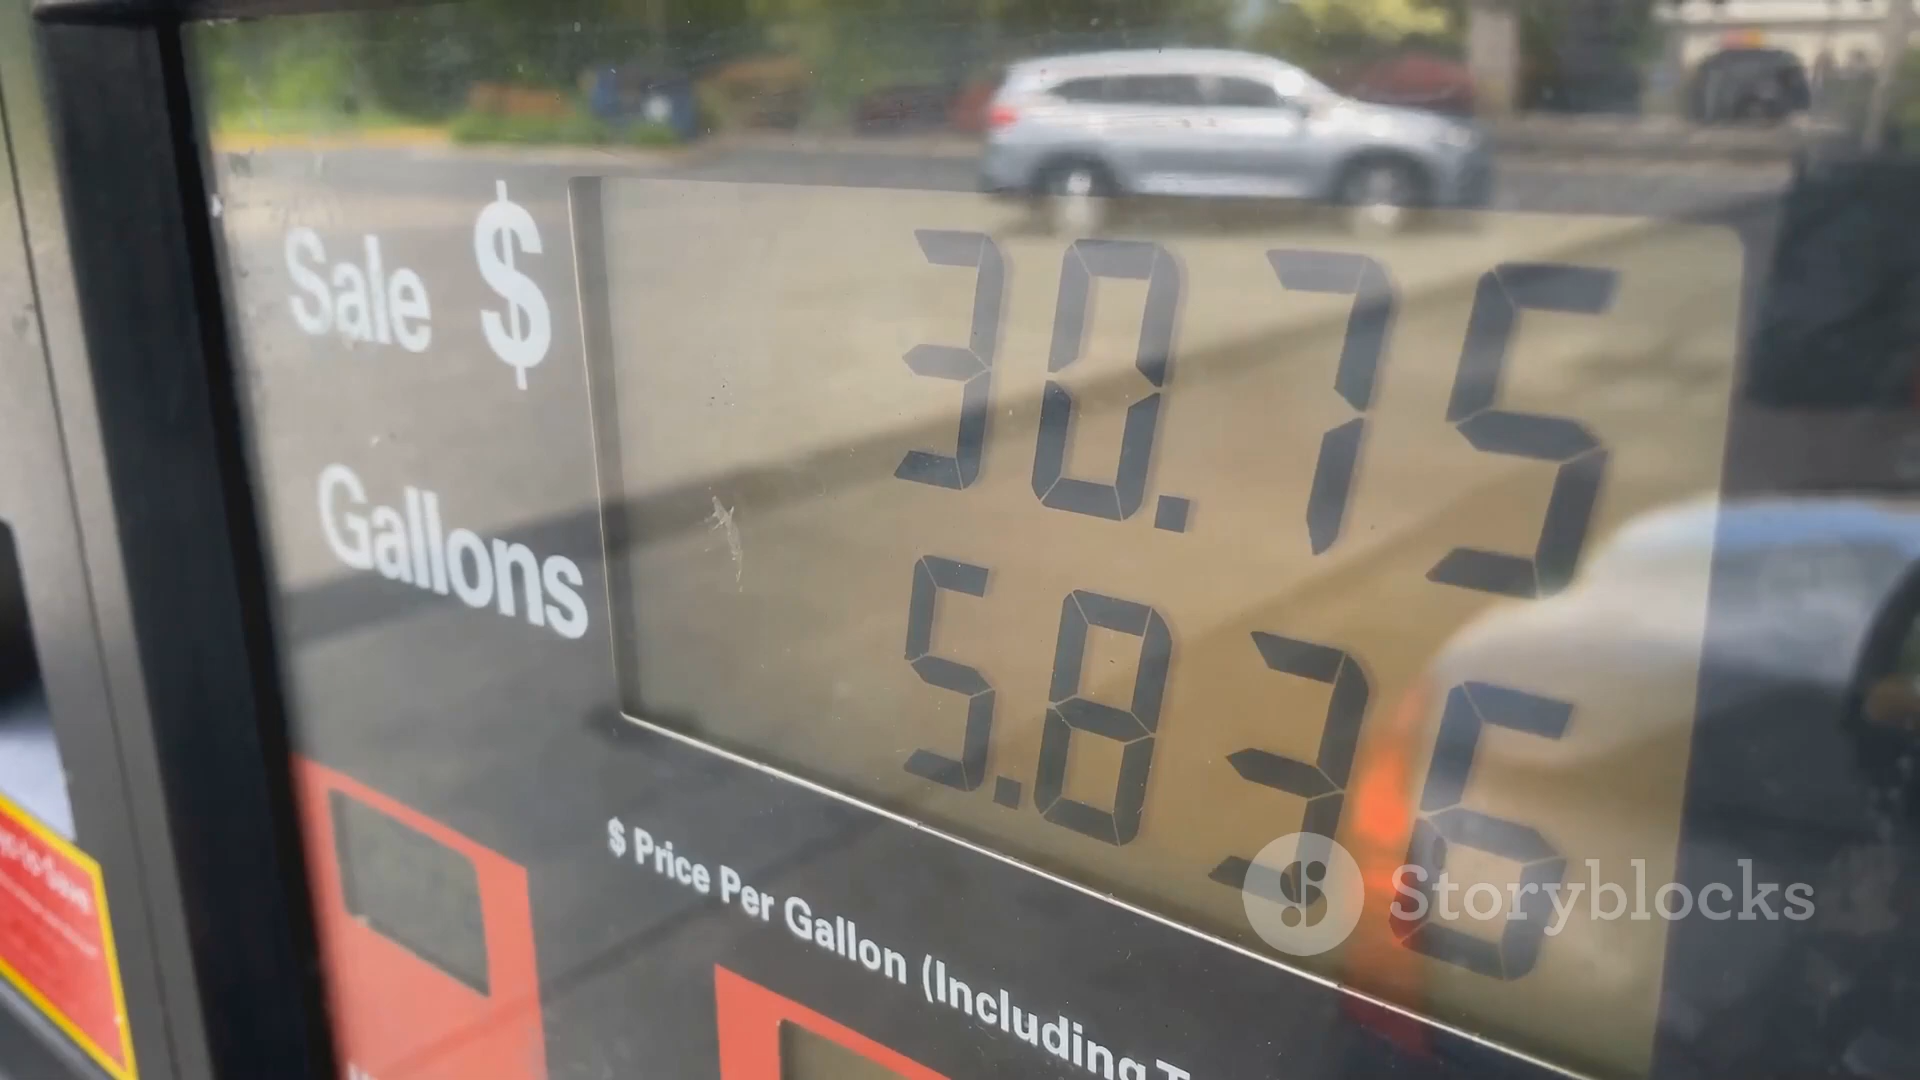 Sale $ 30.75
Gallons 5.836
$ Price Per Gallon (Including T
Storyblocks